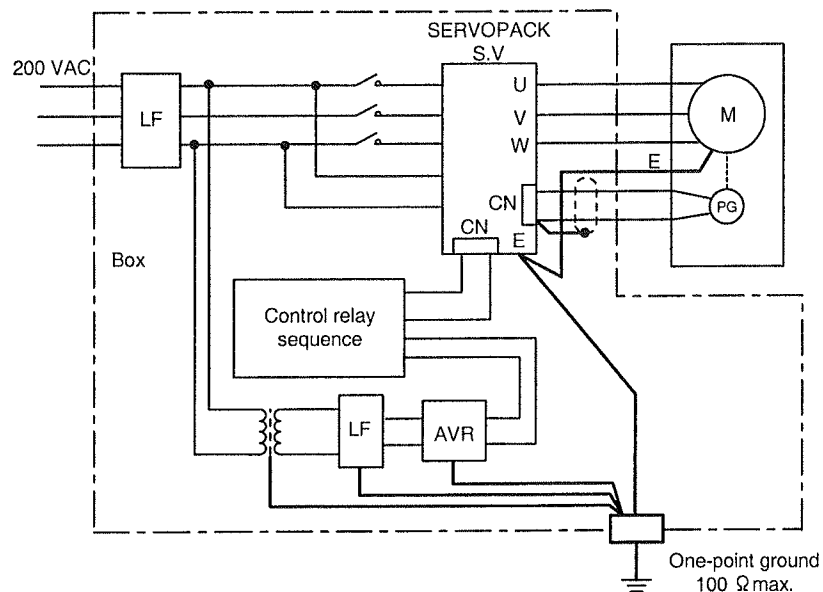 SERVOPACK
S.V
200 VAC
LF
U
V
W
M
E
CN
PG
CN
E
Box
Control relay
sequence
LF
AVR
One-point ground
100 Ω max.